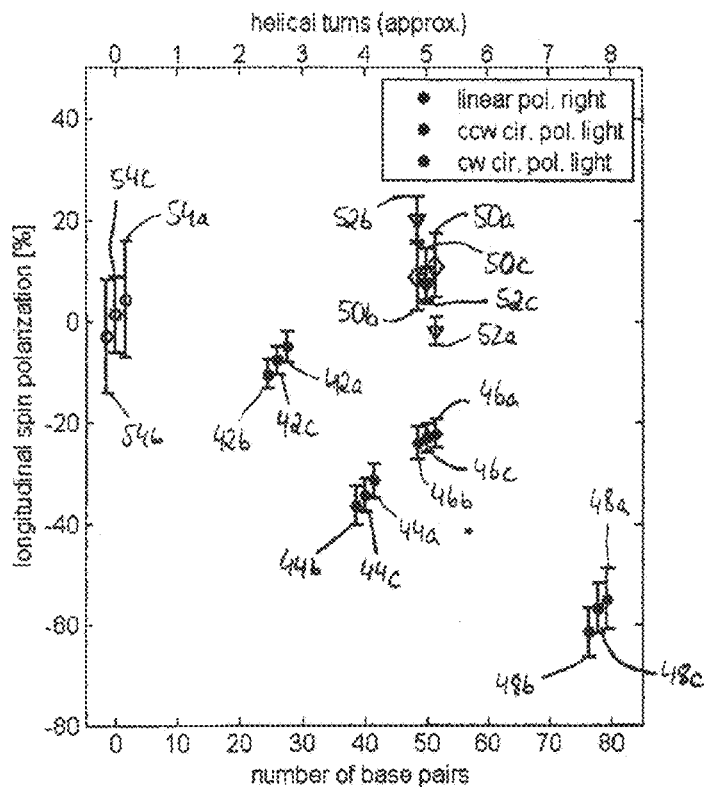 helical turns (approx.)
0 1 2 3 4 5 6 7 8
linear pol. right
ccw cir. pol. light
cw cir. pol. light
longitudinal spin polarization [%]
40
20
0
-20
-40
-60
-80
54c
54a
54b
52b
50a
50c
50b
52c
52a
42a
42b
42c
46a
46c
46b
44a
44b
44c
48a
48b
48c
0 10 20 30 40 50 60 70 80
number of base pairs